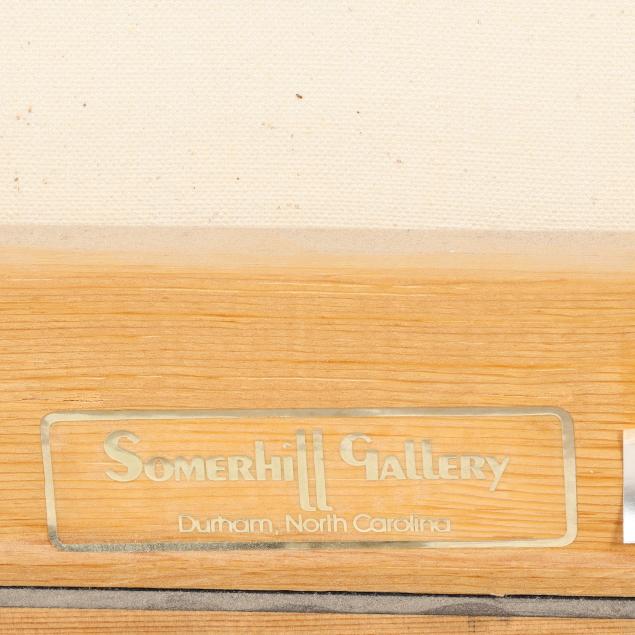 Somerhill Gallery
Durham, North Carolina